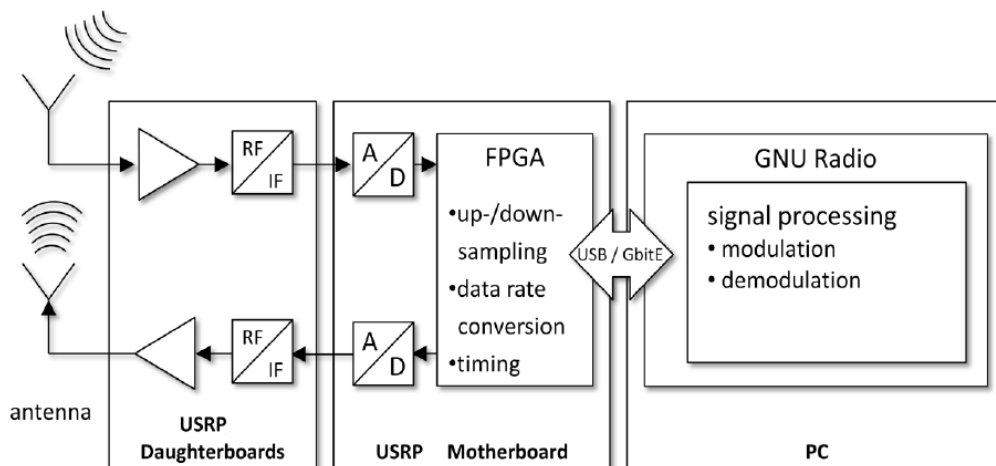 RF
IF
A
D
FPGA
•up-/down-
sampling
•data rate
conversion
•timing
USB / GbitE
GNU Radio
signal processing
• modulation
• demodulation
RF
IF
A
D
antenna
USRP
Daughterboards
USRP Motherboard
PC